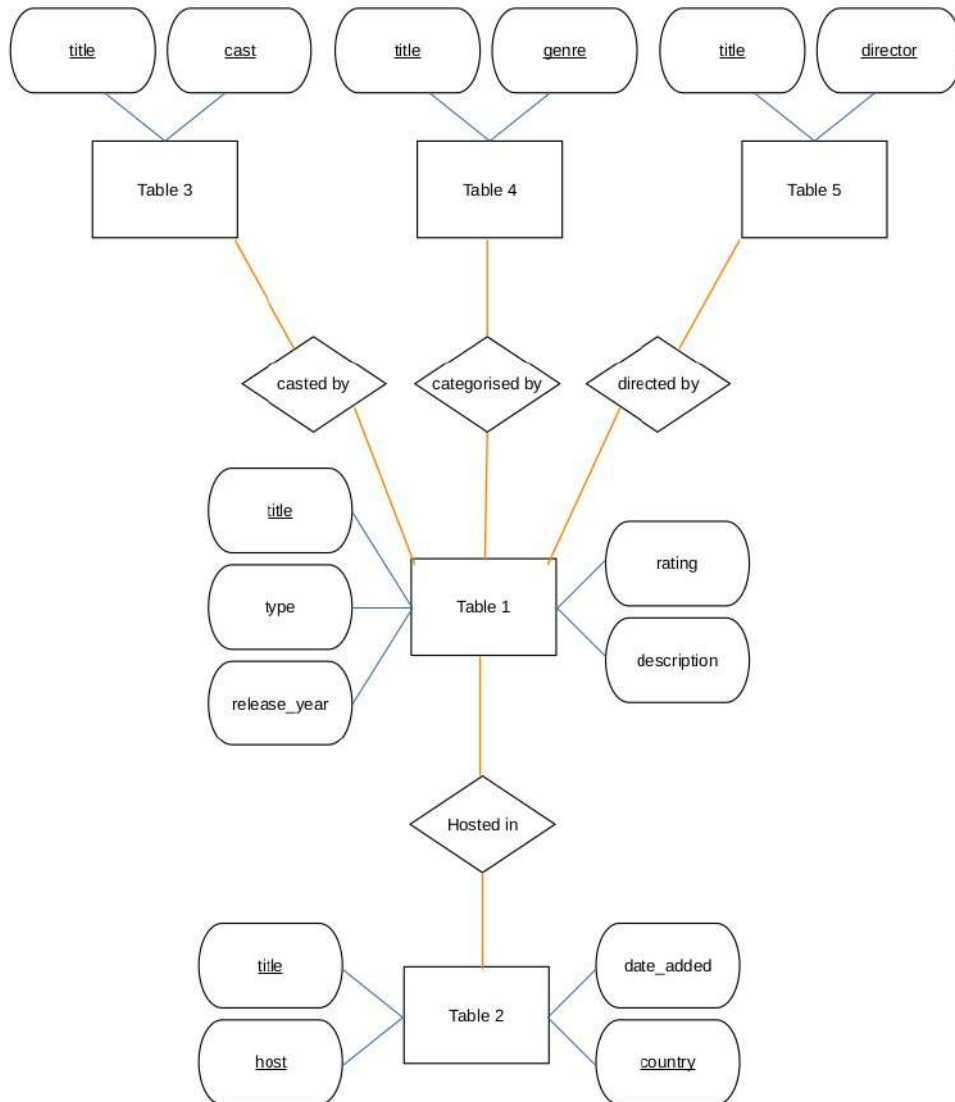 title
cast
title
genre
title
director
Table 3
Table 4
Table 5
casted by
categorised by
directed by
title
type
release_year
Table 1
rating
description
Hosted in
title
host
Table 2
date_added
country